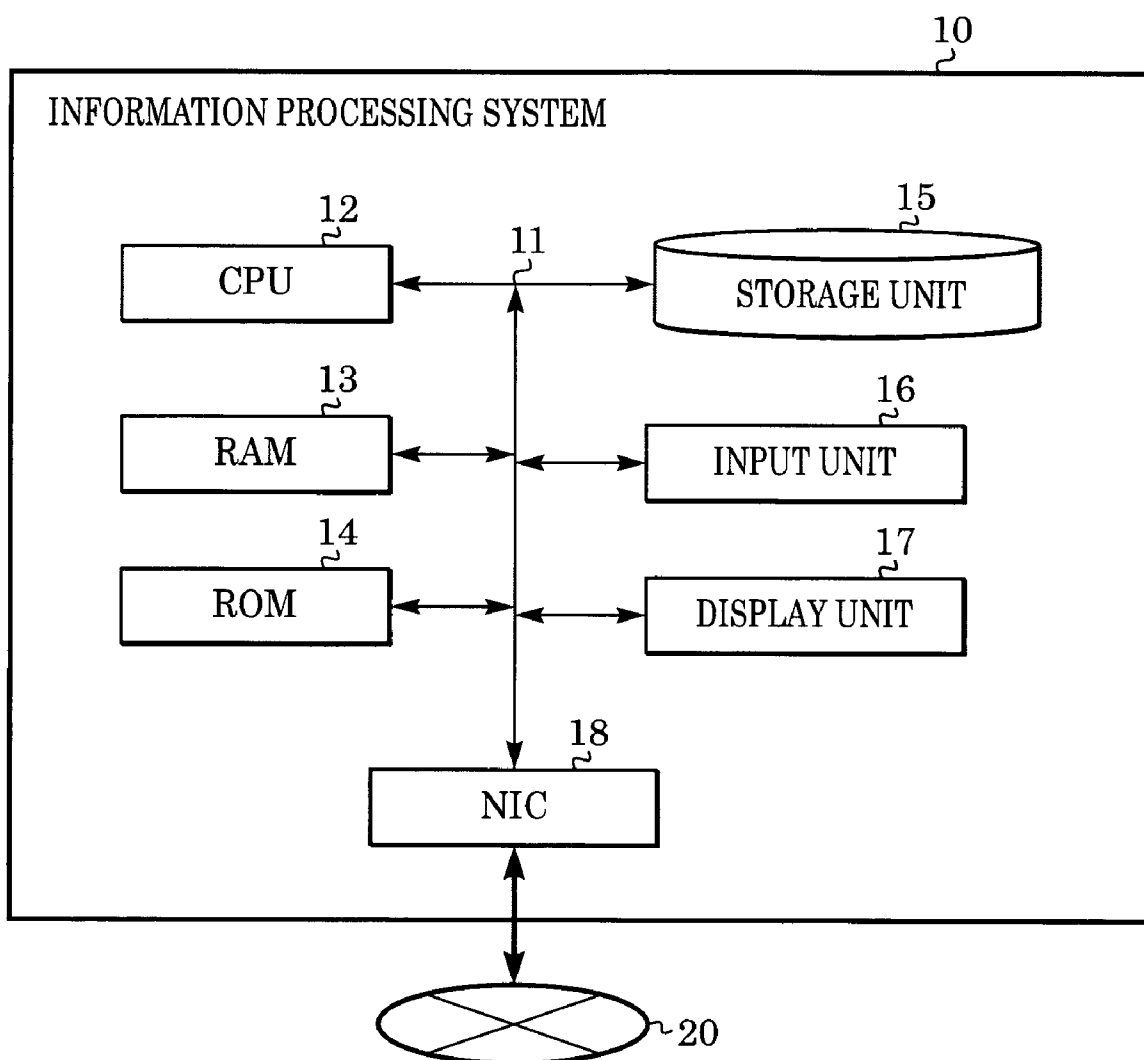 10
INFORMATION PROCESSING SYSTEM
12
11
15
CPU
STORAGE UNIT
13
16
RAM
INPUT UNIT
14
17
ROM
DISPLAY UNIT
18
NIC
20